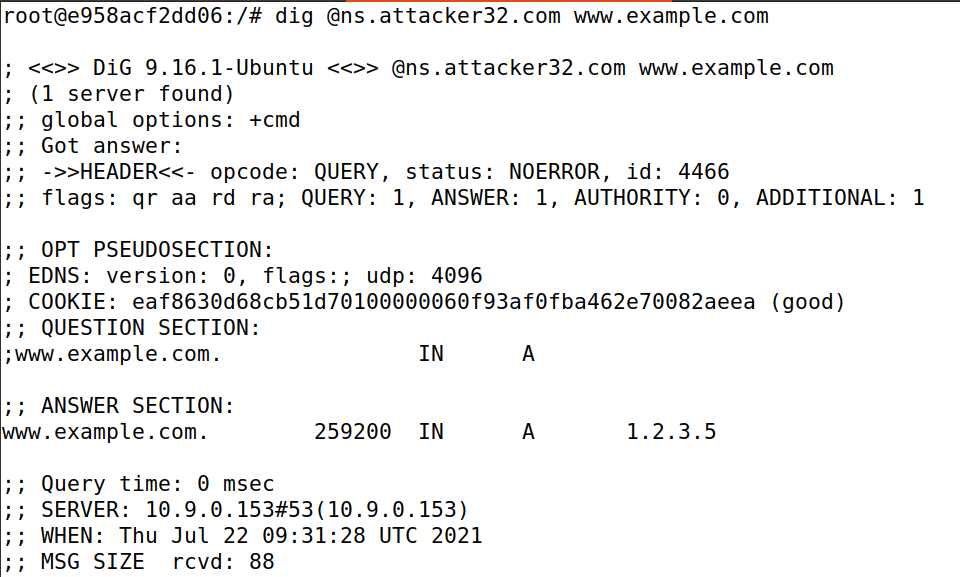 root@e958acf2dd06:/# dig @ns.attacker32.com www.example.com
; <<>> DiG 9.16.1-Ubuntu <<>> @ns.attacker32.com www.example.com
; (1 server found)
;; global options: +cmd
;; Got answer:
;; ->>HEADER<<- opcode: QUERY, status: NOERROR, id: 4466
;; flags: qr aa rd ra; QUERY: 1, ANSWER: 1, AUTHORITY: 0, ADDITIONAL: 1
;; OPT PSEUDOSECTION:
; EDNS: version: 0, flags:; udp: 4096
; COOKIE: eaf8630d68cb51d70100000060f93af0fba462e70082aeea (good)
;; QUESTION SECTION:
;www.example.com. IN A
;; ANSWER SECTION:
www.example.com. 259200 IN A 1.2.3.5
;; Query time: 0 msec
;; SERVER: 10.9.0.153#53(10.9.0.153)
;; WHEN: Thu Jul 22 09:31:28 UTC 2021
;; MSG SIZE rcvd: 88